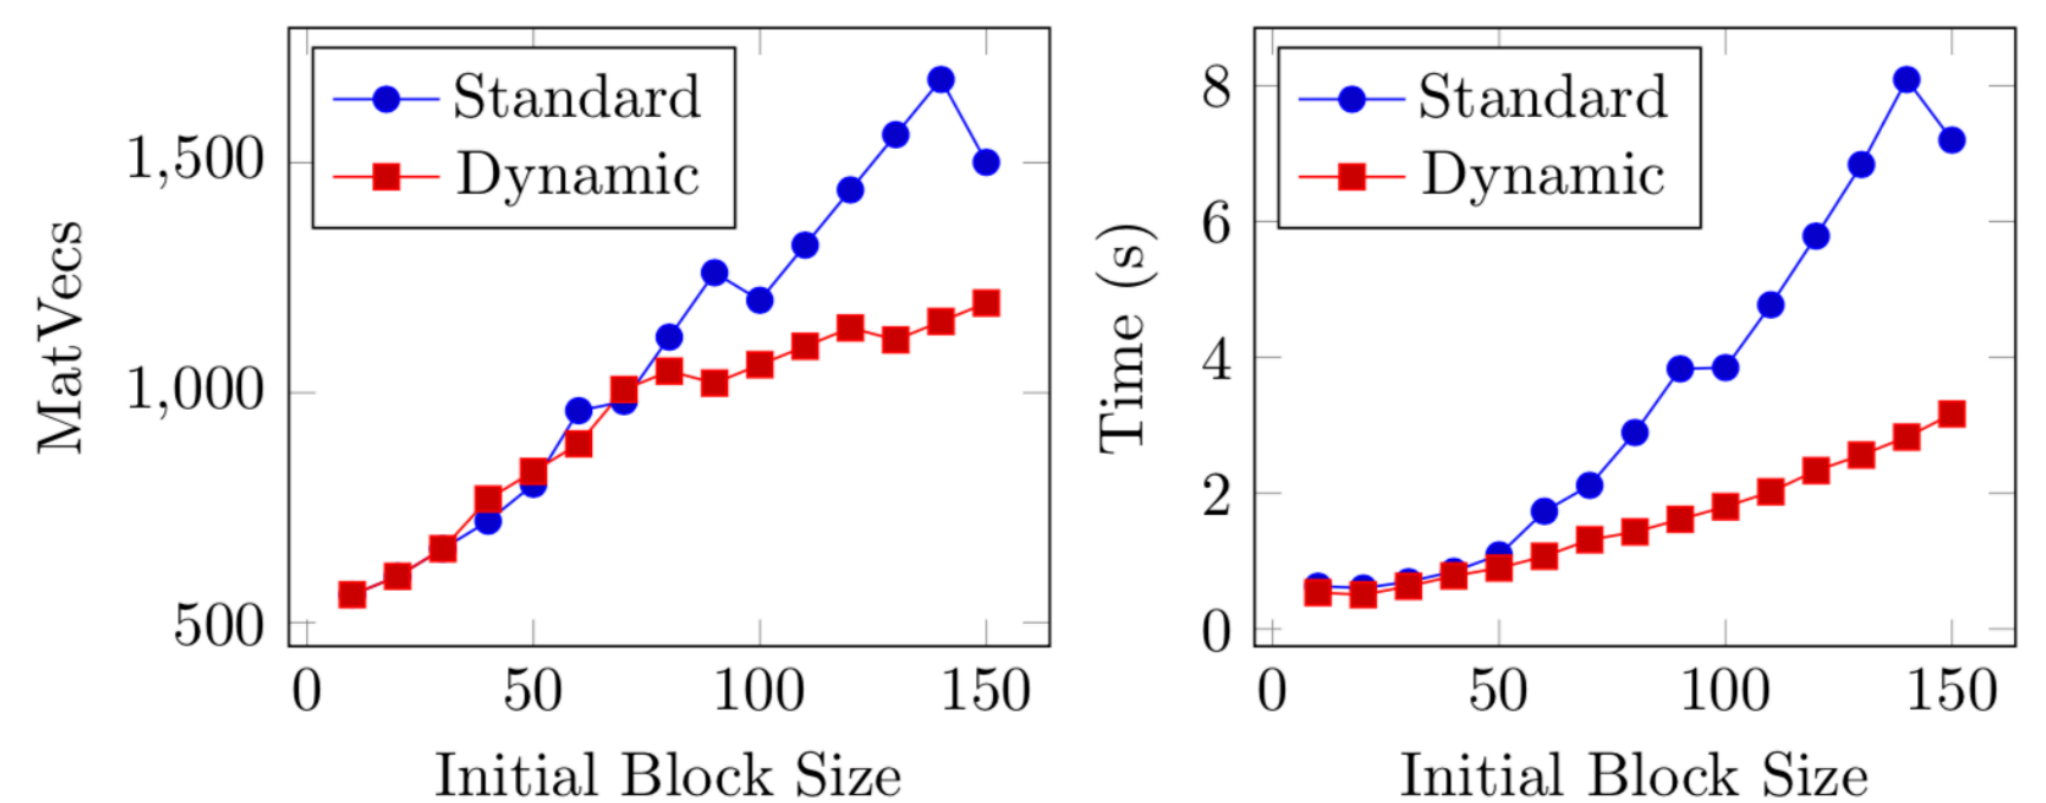 Standard
Dynamic
1,500
1,000
500
MatVecs
0 50 100 150
Initial Block Size
Standard
Dynamic
8
6
4
2
0
Time (s)
0 50 100 150
Initial Block Size